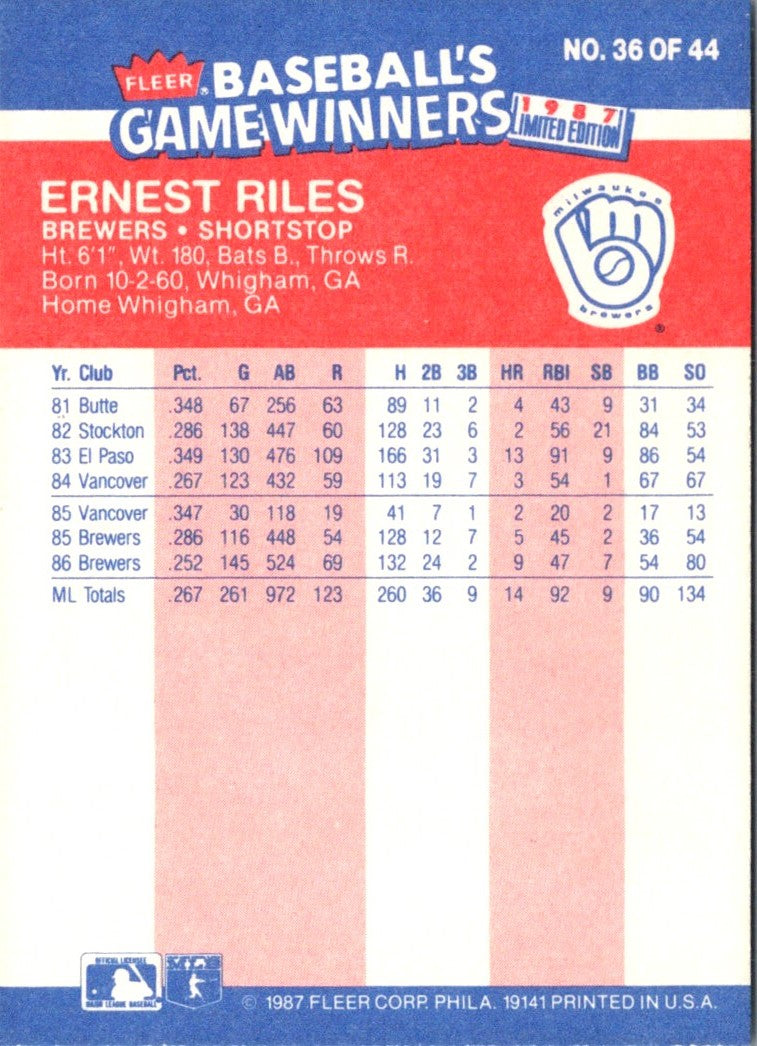 NO. 36 OF 44
FLEER BASEBALL'S
GAME WINNERS
1987
LIMITED EDITION
ERNEST RILES
BREWERS • SHORTSTOP
Ht. 6'1", Wt. 180, Bats B., Throws R.
Born 10-2-60, Whigham, GA
Home Whigham, GA
milwaukee
m
brewers
®
Yr. Club Pct. G AB R H 2B 3B HR RBI SB BB SO
81 Butte .348 67 256 63 89 11 2 4 43 9 31 34
82 Stockton .286 138 447 60 128 23 6 2 56 21 84 53
83 El Paso .349 130 476 109 166 31 3 13 91 9 86 54
84 Vancover .267 123 432 59 113 19 7 3 54 1 67 67
85 Vancover .347 30 118 19 41 7 1 2 20 2 17 13
85 Brewers .286 116 448 54 128 12 7 5 45 2 36 54
86 Brewers .252 145 524 69 132 24 2 9 47 7 54 80
ML Totals .267 261 972 123 260 36 9 14 92 9 90 134
OFFICIAL LICENSEE
MAJOR LEAGUE BASEBALL
© 1987 FLEER CORP. PHILA. 19141 PRINTED IN U.S.A.